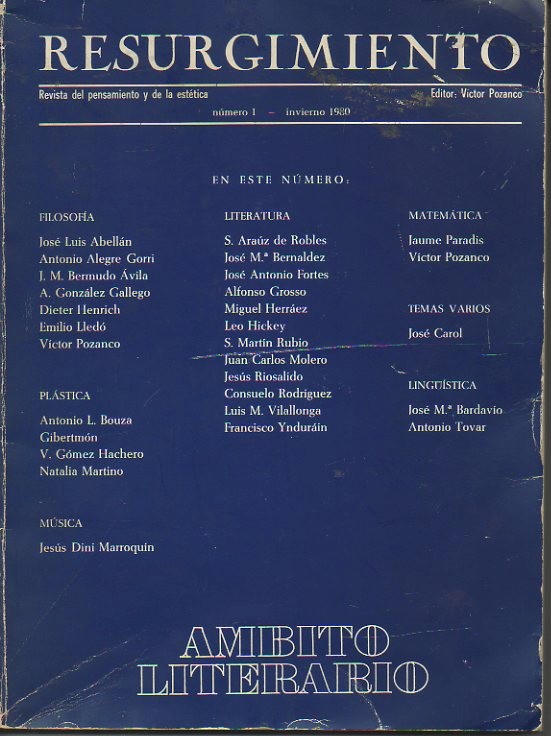 RESURGIMIENTO
Revista del pensamiento y de la estética
Editor: Víctor Pozanco
número 1 – invierno 1980
EN ESTE NÚMERO:
FILOSOFÍA
José Luis Abellán
Antonio Alegre Gorri
J. M. Bermudo Ávila
A. González Gallego
Dieter Henrich
Emilio Lledó
Víctor Pozanco
PLÁSTICA
Antonio L. Bouza
Gibertmón
V. Gómez Hachero
Natalia Martino
MÚSICA
Jesús Dini Marroquín
LITERATURA
S. Araúz de Robles
José M.ª Bernaldez
José Antonio Fortes
Alfonso Grosso
Miguel Herráez
Leo Hickey
S. Martín Rubio
Juan Carlos Molero
Jesús Riosalido
Consuelo Rodríguez
Luis M. Vilallonga
Francisco Ynduráin
MATEMÁTICA
Jaume Paradis
Víctor Pozanco
TEMAS VARIOS
José Carol
LINGÜÍSTICA
José M.ª Bardavío
Antonio Tovar
AMBITO
LITERARIO